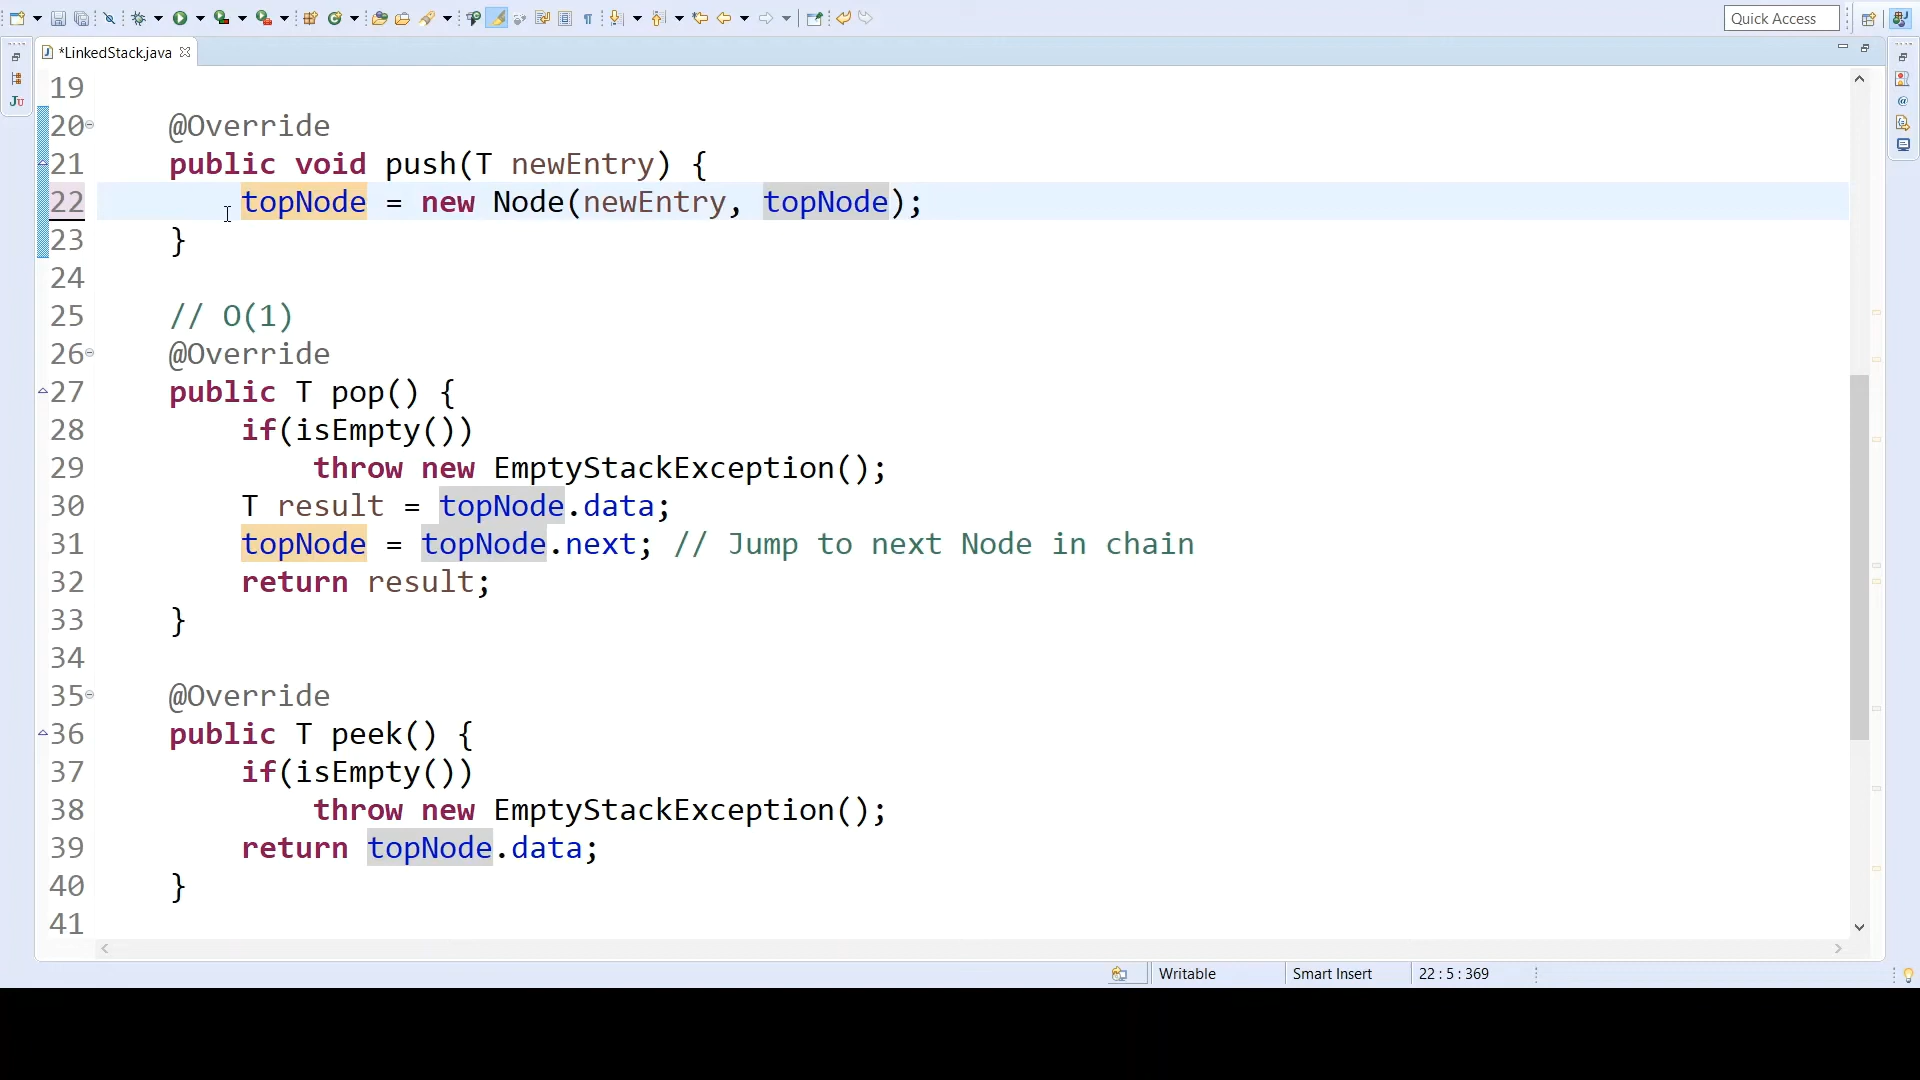 Quick Access
*LinkedStack.java
19
20 @Override
21 public void push(T newEntry) {
22 topNode = new Node(newEntry, topNode);
23 }
24
25 // O(1)
26 @Override
27 public T pop() {
28 if(isEmpty())
29 throw new EmptyStackException();
30 T result = topNode.data;
31 topNode = topNode.next; // Jump to next Node in chain
32 return result;
33 }
34
35 @Override
36 public T peek() {
37 if(isEmpty())
38 throw new EmptyStackException();
39 return topNode.data;
40 }
41
Writable Smart Insert 22 : 5 : 369